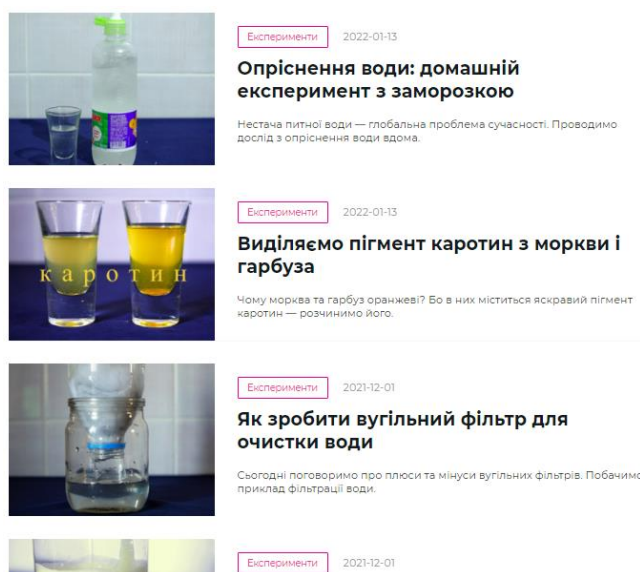 Експерименти 2022-01-13
Опріснення води: домашній
експеримент з заморозкою
Нестача питної води — глобальна проблема сучасності. Проводимо
дослід з опріснення води вдома.
каротин
Експерименти 2022-01-13
Виділяємо пігмент каротин з моркви і
гарбуза
Чому морква та гарбуз оранжеві? Бо в них міститься яскравий пігмент
каротин — розчинимо його.
Експерименти 2021-12-01
Як зробити вугільний фільтр для
очистки води
Сьогодні поговоримо про плюси та мінуси вугільних фільтрів. Побачимо
приклад фільтрації води.
Експерименти 2021-12-01